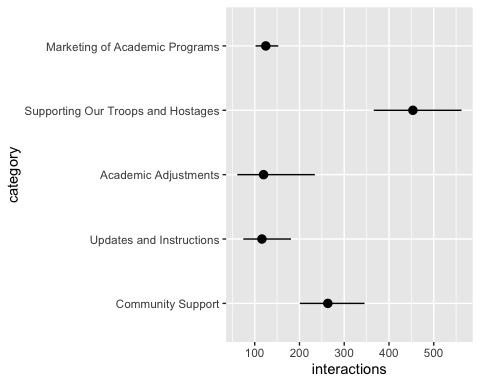 Marketing of Academic Programs
Supporting Our Troops and Hostages
Academic Adjustments
Updates and Instructions
Community Support
category
100 200 300 400 500
interactions